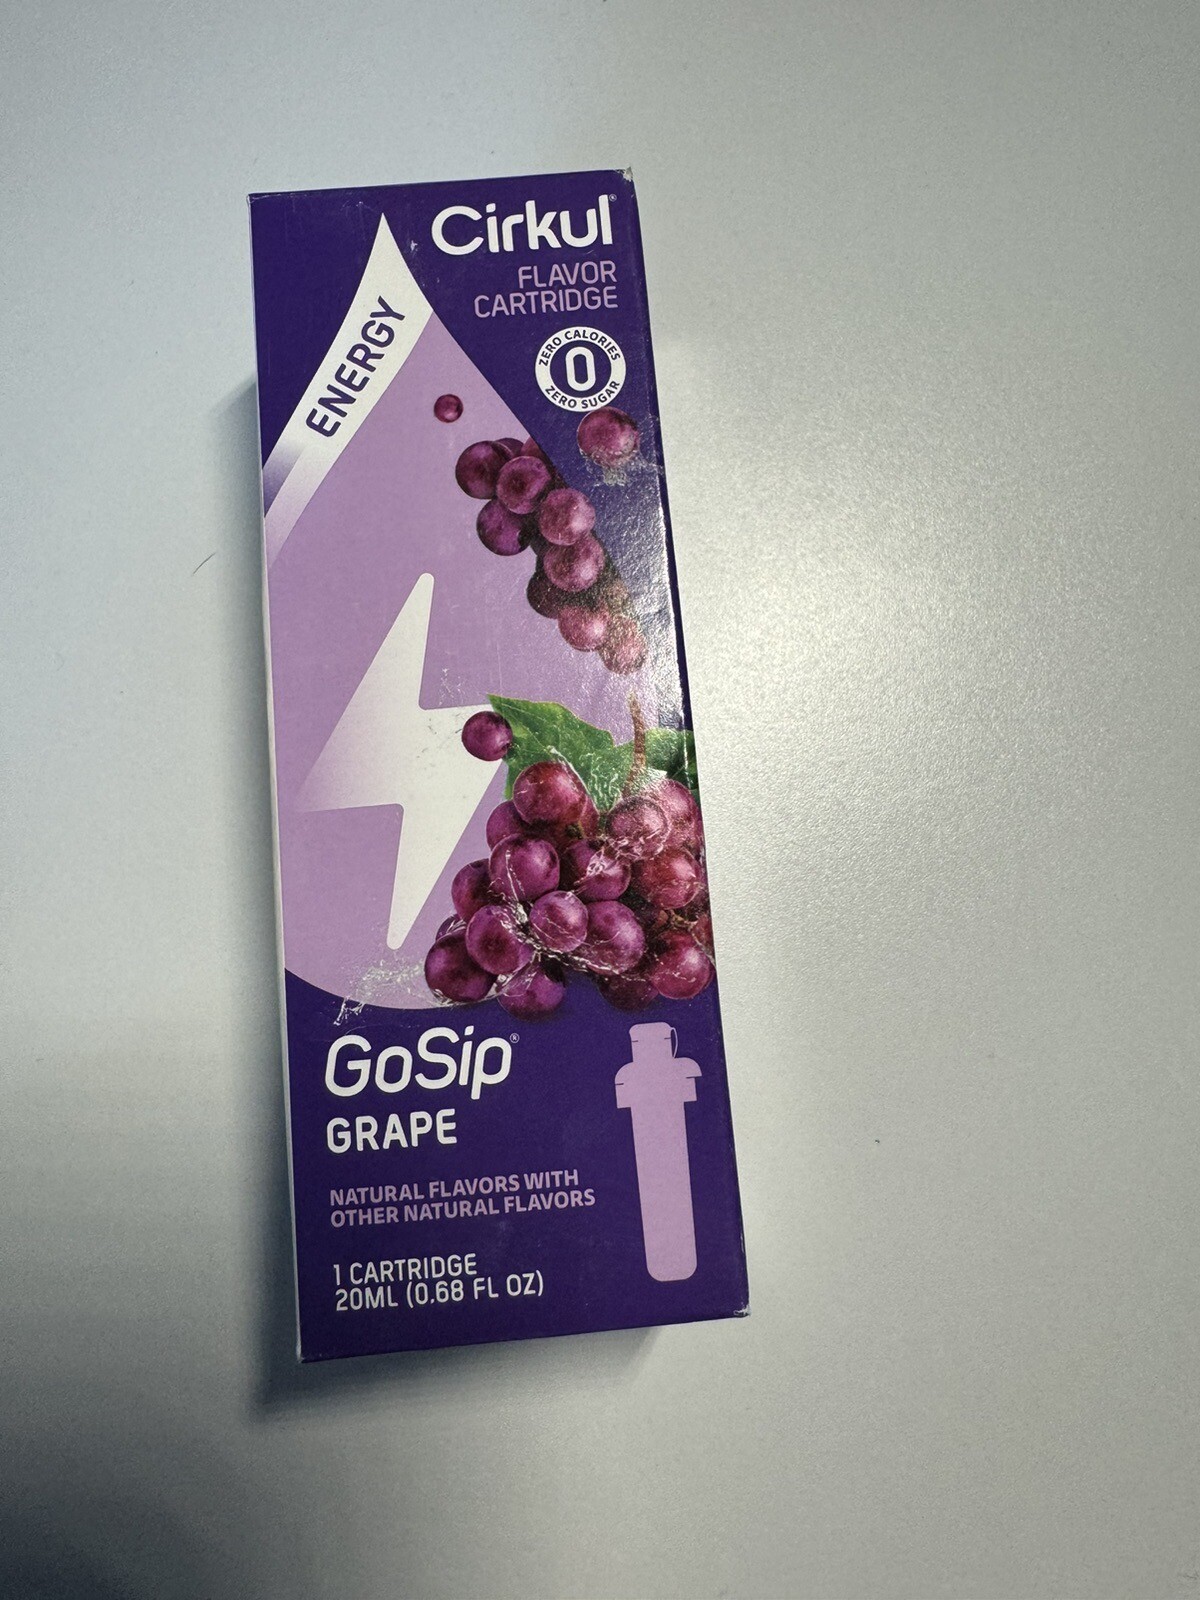 Cirkul®
FLAVOR
CARTRIDGE
ZERO CALORIES
0
ZERO SUGAR
ENERGY
GoSip®
GRAPE
NATURAL FLAVORS WITH
OTHER NATURAL FLAVORS
1 CARTRIDGE
20ML (0.68 FL OZ)